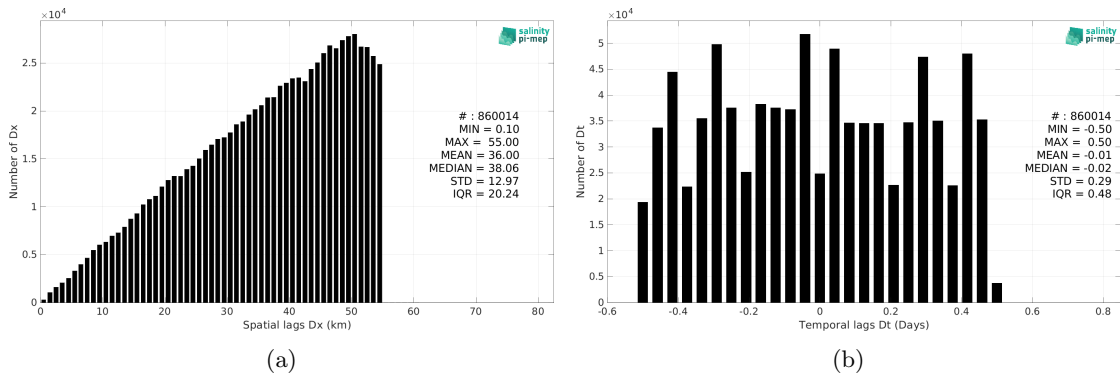 ×10⁴
salinity
pi-mep
2.5
2
1.5
1
0.5
0
Number of Dx
# : 860014
MIN = 0.10
MAX = 55.00
MEAN = 36.00
MEDIAN = 38.06
STD = 12.97
IQR = 20.24
0 10 20 30 40 50 60 70 80
Spatial lags Dx (km)
(a)
×10⁴
salinity
pi-mep
5
4.5
4
3.5
3
2.5
2
1.5
1
0.5
0
Number of Dt
# : 860014
MIN = -0.50
MAX = 0.50
MEAN = -0.01
MEDIAN = -0.02
STD = 0.29
IQR = 0.48
-0.6 -0.4 -0.2 0 0.2 0.4 0.6 0.8
Temporal lags Dt (Days)
(b)